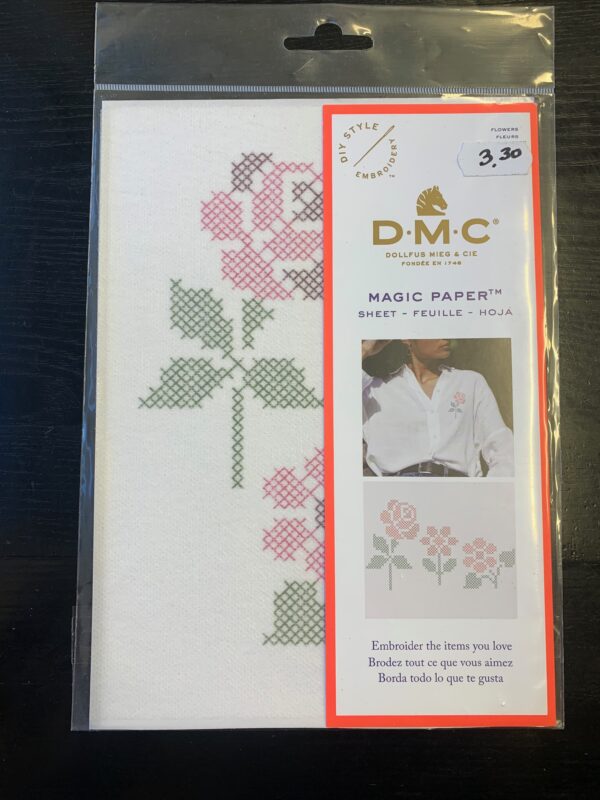 DIY STYLE
EMBROIDERY™
FLOWERS
FLEURS
3,30
D·M·C®
DOLLFUS MIEG & CIE
FONDÉE EN 1746
MAGIC PAPER™
SHEET - FEUILLE - HOJA
Embroider the items you love
Brodez tout ce que vous aimez
Borda todo lo que te gusta